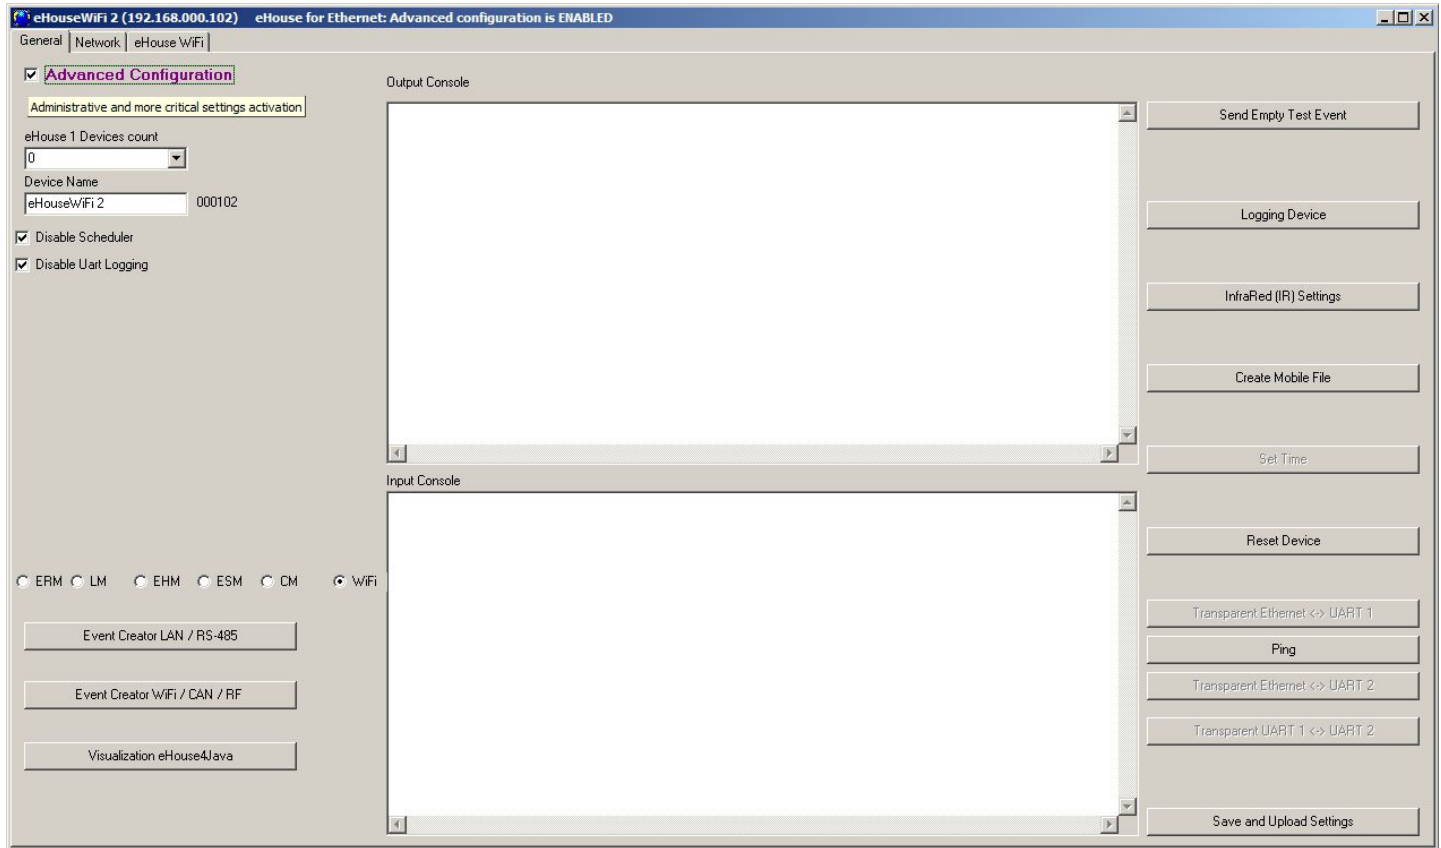 eHouseWiFi 2 (192.168.000.102) eHouse for Ethernet: Advanced configuration is ENABLED
General Network eHouse WiFi
Advanced Configuration
Administrative and more critical settings activation
eHouse 1 Devices count
0
Device Name
eHouseWiFi 2 000102
Disable Scheduler
Disable Uart Logging
ERM LM EHM ESM CM WiFi
Event Creator LAN / RS-485
Event Creator WiFi / CAN / RF
Visualization eHouse4Java
Output Console
Input Console
Send Empty Test Event
Logging Device
InfraRed (IR) Settings
Create Mobile File
Set Time
Reset Device
Transparent Ethernet <-> UART 1
Ping
Transparent Ethernet <-> UART 2
Transparent UART 1 <-> UART 2
Save and Upload Settings